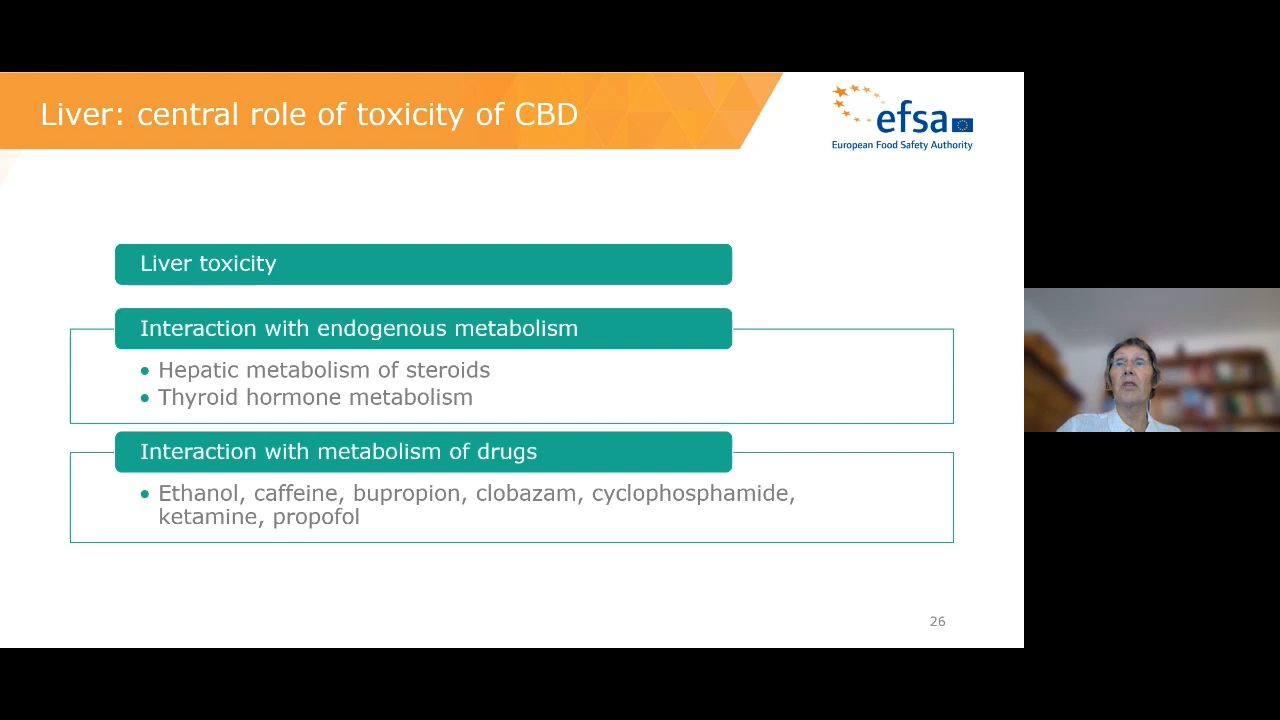 Liver: central role of toxicity of CBD
efsa
European Food Safety Authority
Liver toxicity
Interaction with endogenous metabolism
• Hepatic metabolism of steroids
• Thyroid hormone metabolism
Interaction with metabolism of drugs
• Ethanol, caffeine, bupropion, clobazam, cyclophosphamide,
ketamine, propofol
26